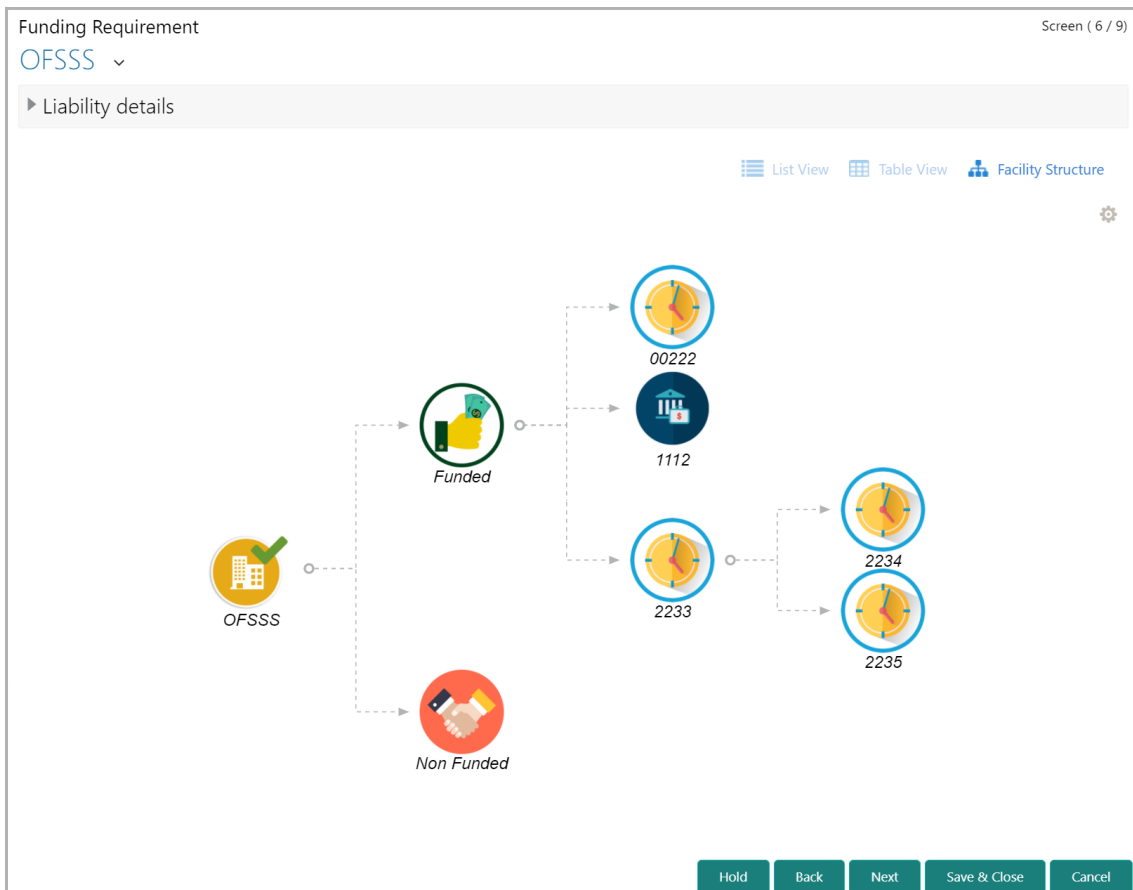 Funding Requirement
Screen ( 6 / 9)
OFSSS
Liability details
List View
Table View
Facility Structure
00222
1112
Funded
2234
2233
OFSSS
2235
Non Funded
Hold
Back
Next
Save & Close
Cancel